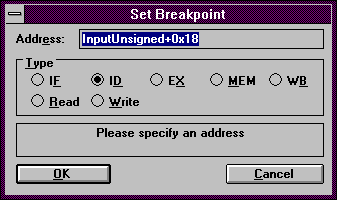 Set Breakpoint
Address: InputUnsigned+0x18
Type
IF ID EX MEM WB
Read Write
Please specify an address
OK Cancel